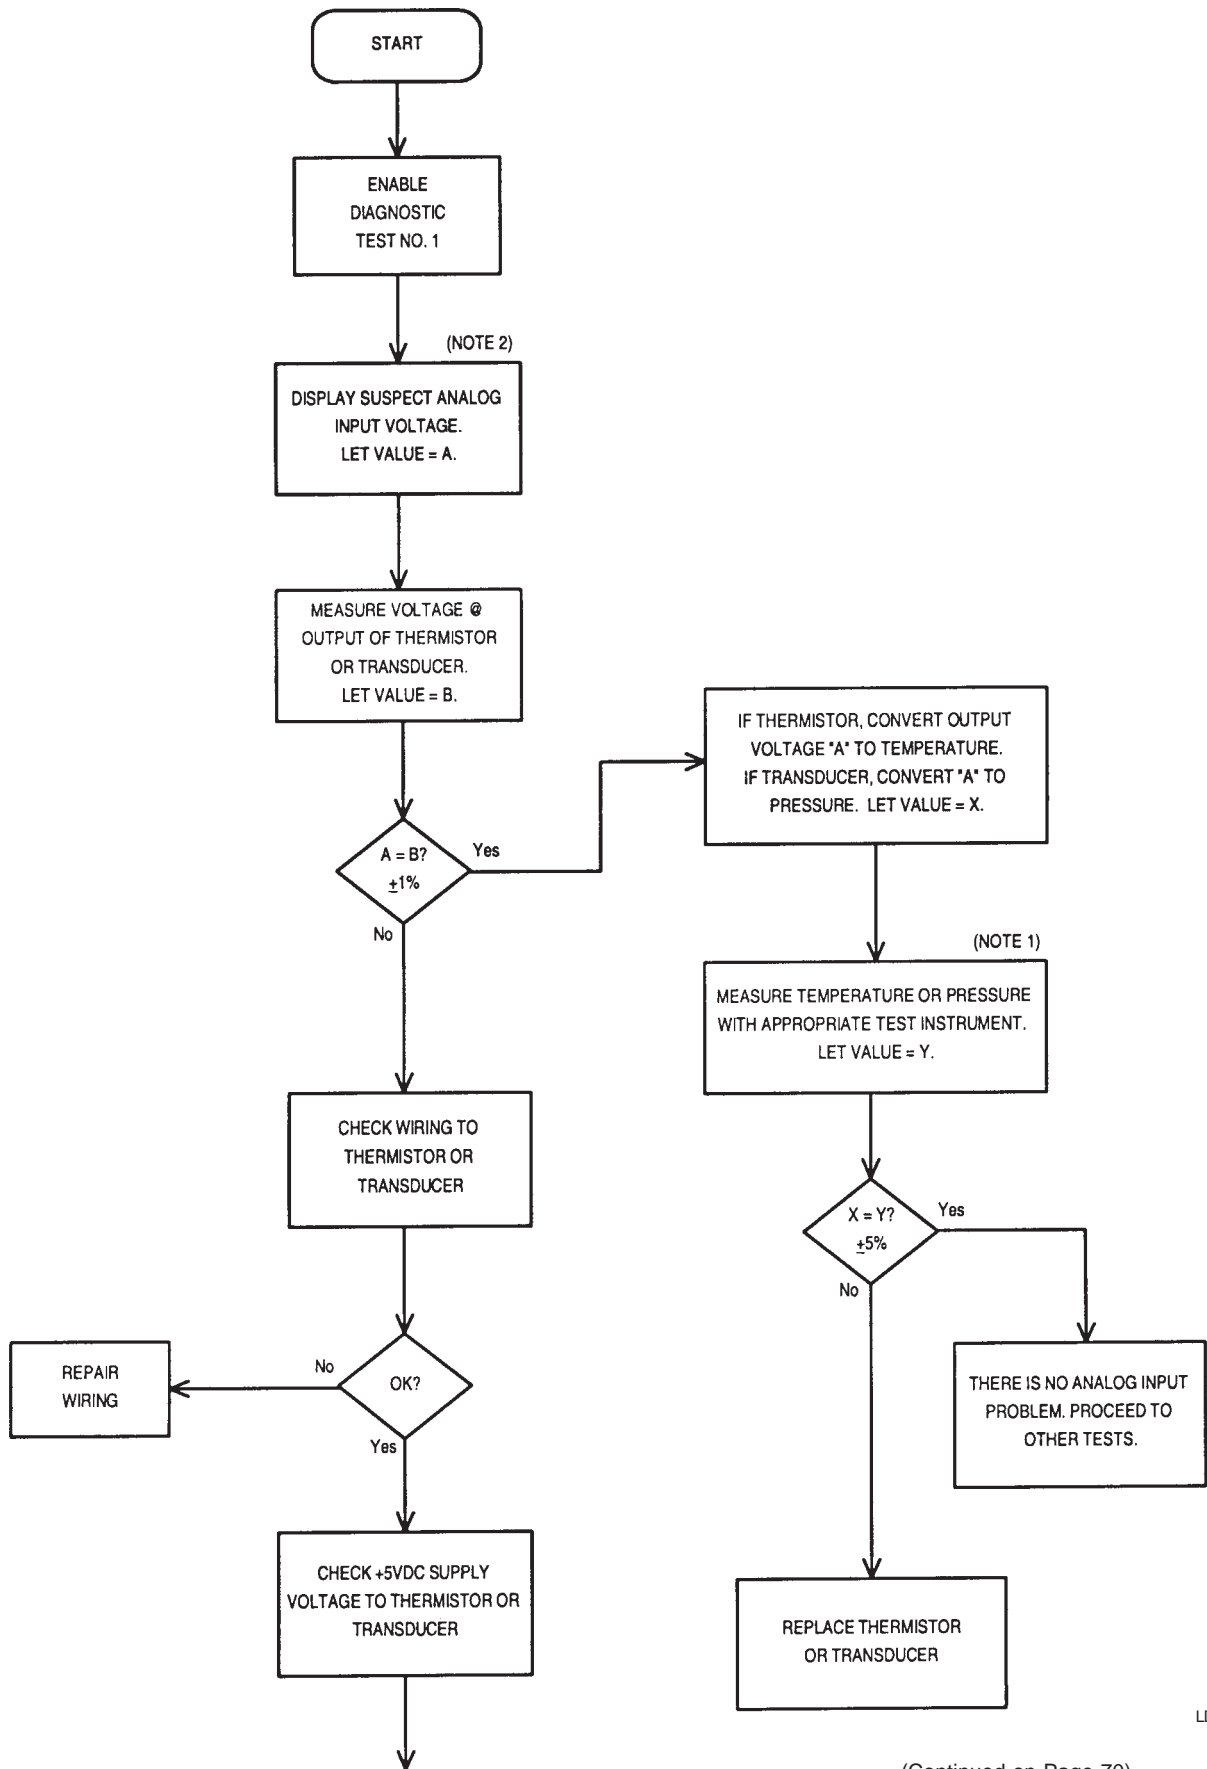 START
ENABLE
DIAGNOSTIC
TEST NO. 1
(NOTE 2)
DISPLAY SUSPECT ANALOG
INPUT VOLTAGE.
LET VALUE = A.
MEASURE VOLTAGE @
OUTPUT OF THERMISTOR
OR TRANSDUCER.
LET VALUE = B.
A = B?
±1%
Yes
No
IF THERMISTOR, CONVERT OUTPUT
VOLTAGE "A" TO TEMPERATURE.
IF TRANSDUCER, CONVERT "A" TO
PRESSURE. LET VALUE = X.
(NOTE 1)
MEASURE TEMPERATURE OR PRESSURE
WITH APPROPRIATE TEST INSTRUMENT.
LET VALUE = Y.
X = Y?
±5%
Yes
No
THERE IS NO ANALOG INPUT
PROBLEM. PROCEED TO
OTHER TESTS.
REPLACE THERMISTOR
OR TRANSDUCER
CHECK WIRING TO
THERMISTOR OR
TRANSDUCER
OK?
No
REPAIR
WIRING
Yes
CHECK +5VDC SUPPLY
VOLTAGE TO THERMISTOR OR
TRANSDUCER
(Continued on Page 70)